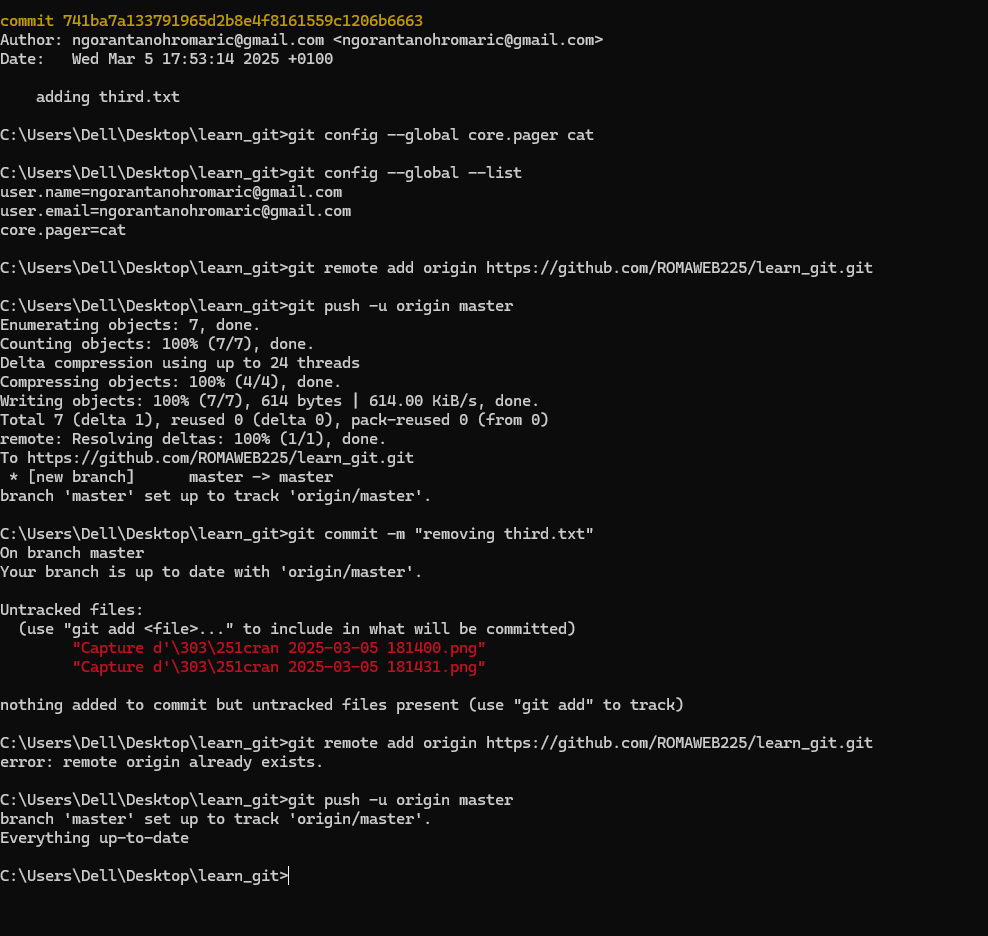 commit 741ba7a133791965d2b8e4f8161559c1206b6663
Author: ngorantanohromaric@gmail.com <ngorantanohromaric@gmail.com>
Date:   Wed Mar 5 17:53:14 2025 +0100
    adding third.txt
C:\Users\Dell\Desktop\learn_git>git config --global core.pager cat
C:\Users\Dell\Desktop\learn_git>git config --global --list
user.name=ngorantanohromaric@gmail.com
user.email=ngorantanohromaric@gmail.com
core.pager=cat
C:\Users\Dell\Desktop\learn_git>git remote add origin https://github.com/ROMAWEB225/learn_git.git
C:\Users\Dell\Desktop\learn_git>git push -u origin master
Enumerating objects: 7, done.
Counting objects: 100% (7/7), done.
Delta compression using up to 24 threads
Compressing objects: 100% (4/4), done.
Writing objects: 100% (7/7), 614 bytes | 614.00 KiB/s, done.
Total 7 (delta 1), reused 0 (delta 0), pack-reused 0 (from 0)
remote: Resolving deltas: 100% (1/1), done.
To https://github.com/ROMAWEB225/learn_git.git
 * [new branch]      master -> master
branch 'master' set up to track 'origin/master'.
C:\Users\Dell\Desktop\learn_git>git commit -m "removing third.txt"
On branch master
Your branch is up to date with 'origin/master'.
Untracked files:
  (use "git add <file>..." to include in what will be committed)
        "Capture d'\303\251cran 2025-03-05 181400.png"
        "Capture d'\303\251cran 2025-03-05 181431.png"
nothing added to commit but untracked files present (use "git add" to track)
C:\Users\Dell\Desktop\learn_git>git remote add origin https://github.com/ROMAWEB225/learn_git.git
error: remote origin already exists.
C:\Users\Dell\Desktop\learn_git>git push -u origin master
branch 'master' set up to track 'origin/master'.
Everything up-to-date
C:\Users\Dell\Desktop\learn_git>